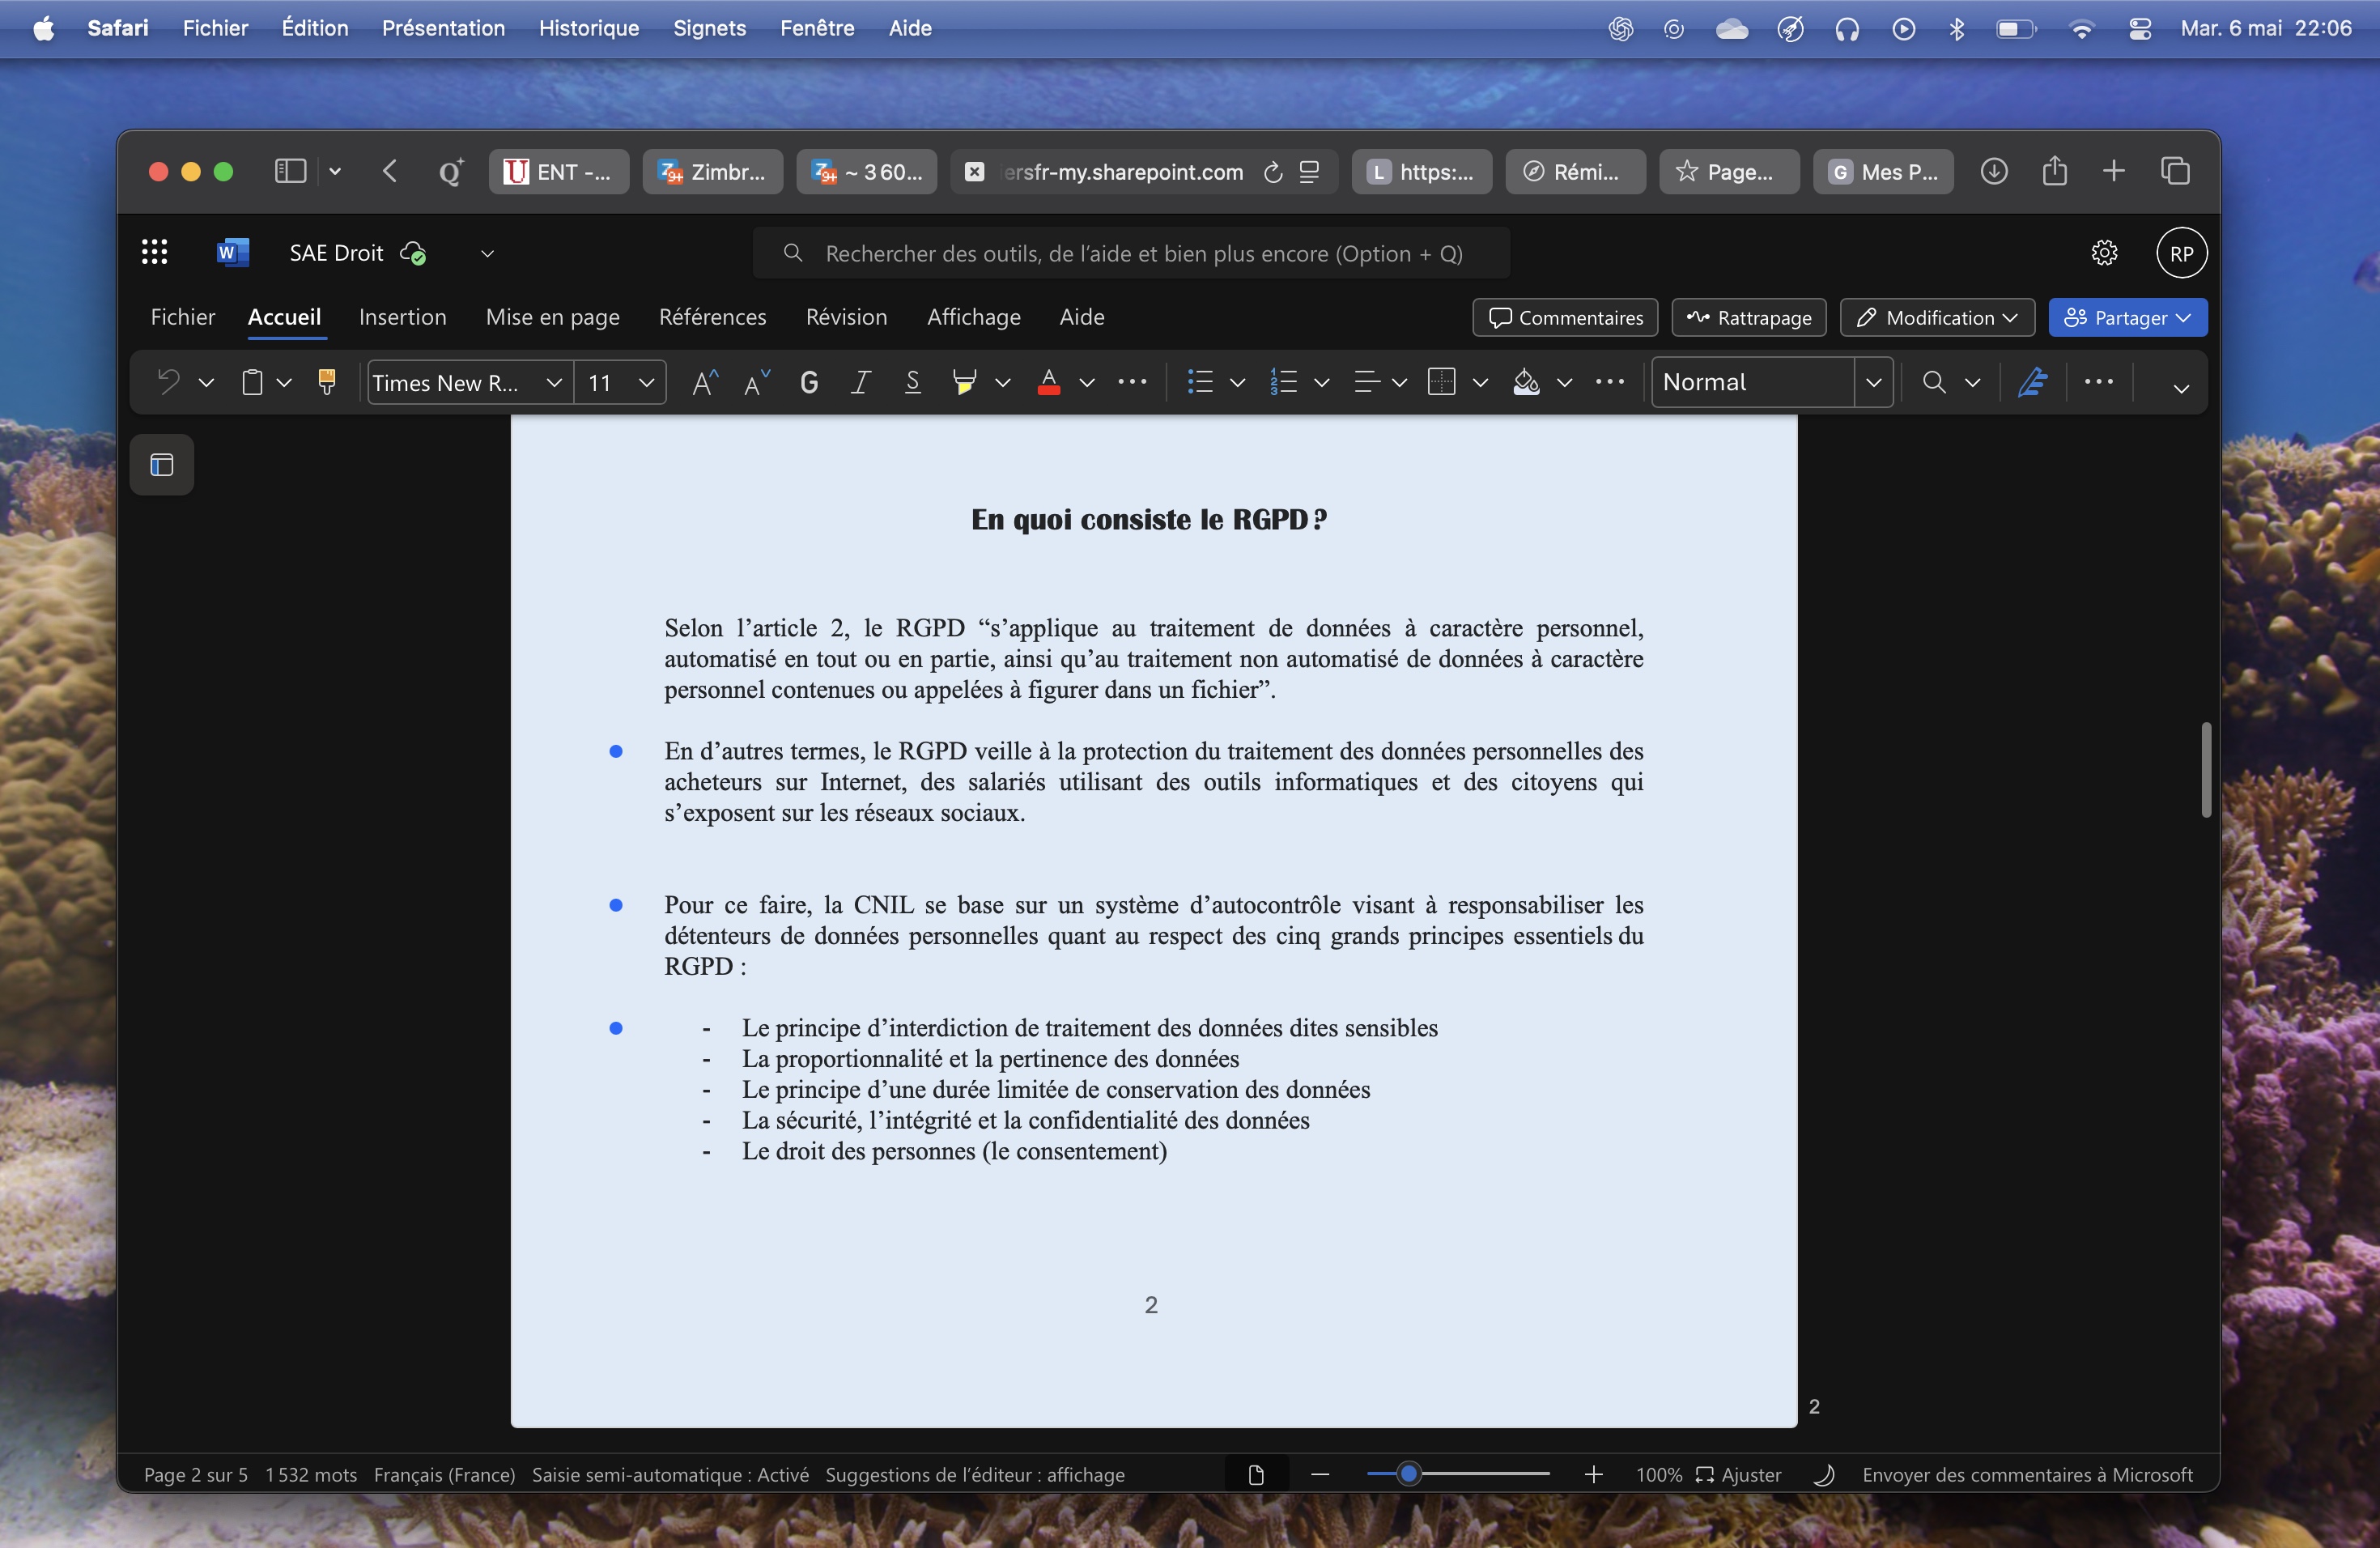 Safari Fichier Édition Présentation Historique Signets Fenêtre Aide Mar. 6 mai 22:06
ENT -... Zimbr... ~ 360... ersfr-my.sharepoint.com L https:... Rémi... Page... G Mes P...
SAE Droit
Rechercher des outils, de l’aide et bien plus encore (Option + Q)
RP
Fichier Accueil Insertion Mise en page Références Révision Affichage Aide
Commentaires Rattrapage Modification Partager
Times New R... 11 G I S A Normal
En quoi consiste le RGPD ?
Selon l’article 2, le RGPD “s’applique au traitement de données à caractère personnel,
automatisé en tout ou en partie, ainsi qu’au traitement non automatisé de données à caractère
personnel contenues ou appelées à figurer dans un fichier”.
En d’autres termes, le RGPD veille à la protection du traitement des données personnelles des
acheteurs sur Internet, des salariés utilisant des outils informatiques et des citoyens qui
s’exposent sur les réseaux sociaux.
Pour ce faire, la CNIL se base sur un système d’autocontrôle visant à responsabiliser les
détenteurs de données personnelles quant au respect des cinq grands principes essentiels du
RGPD :
- Le principe d’interdiction de traitement des données dites sensibles
- La proportionnalité et la pertinence des données
- Le principe d’une durée limitée de conservation des données
- La sécurité, l’intégrité et la confidentialité des données
- Le droit des personnes (le consentement)
2
2
Page 2 sur 5 1 532 mots Français (France) Saisie semi-automatique : Activé Suggestions de l’éditeur : affichage 100% Ajuster Envoyer des commentaires à Microsoft